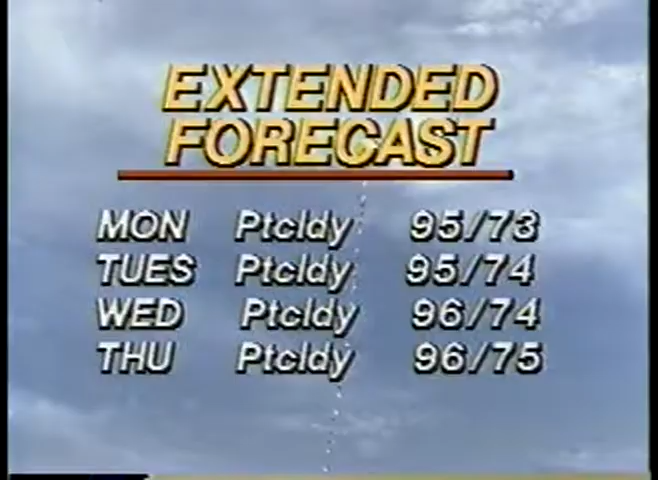 EXTENDED
FORECAST
MON Ptcldy 95/73
TUES Ptcldy 95/74
WED Ptcldy 96/74
THU Ptcldy 96/75